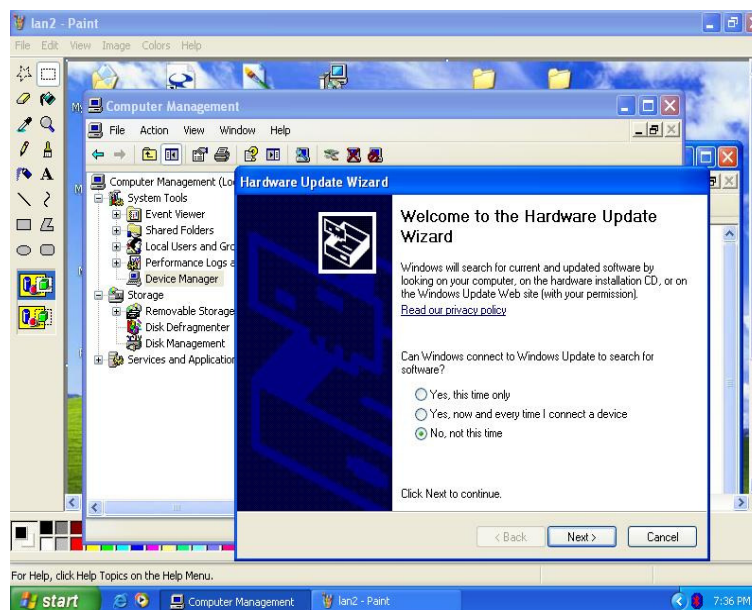 lan2 - Paint
File Edit View Image Colors Help
Computer Management
File Action View Window Help
Computer Management (Lo
System Tools
Event Viewer
Shared Folders
Local Users and Gro
Performance Logs a
Device Manager
Storage
Removable Storage
Disk Defragmenter
Disk Management
Services and Application
Hardware Update Wizard
Welcome to the Hardware Update
Wizard
Windows will search for current and updated software by
looking on your computer, on the hardware installation CD, or on
the Windows Update Web site (with your permission).
Read our privacy policy
Can Windows connect to Windows Update to search for
software?
Yes, this time only
Yes, now and every time I connect a device
No, not this time
Click Next to continue.
< Back Next > Cancel
For Help, click Help Topics on the Help Menu.
start Computer Management lan2 - Paint 7:36 PM